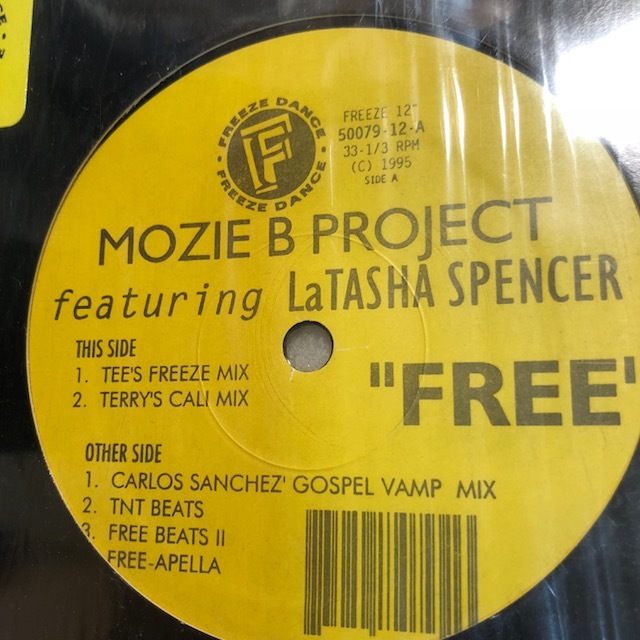 • FREEZE DANCE •
FREEZE DANCE
F
FREEZE 12"
50079-12-A
33-1/3 RPM
(C) 1995
SIDE A
MOZIE B PROJECT
featuring LaTASHA SPENCER
THIS SIDE
1. TEE'S FREEZE MIX
2. TERRY'S CALI MIX
"FREE'
OTHER SIDE
1. CARLOS SANCHEZ' GOSPEL VAMP MIX
2. TNT BEATS
3. FREE BEATS II
FREE-APELLA